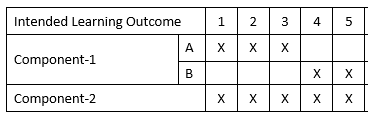 Intended Learning Outcome 1 2 3 4 5
Component-1 A X X X
B X X
Component-2 X X X X X